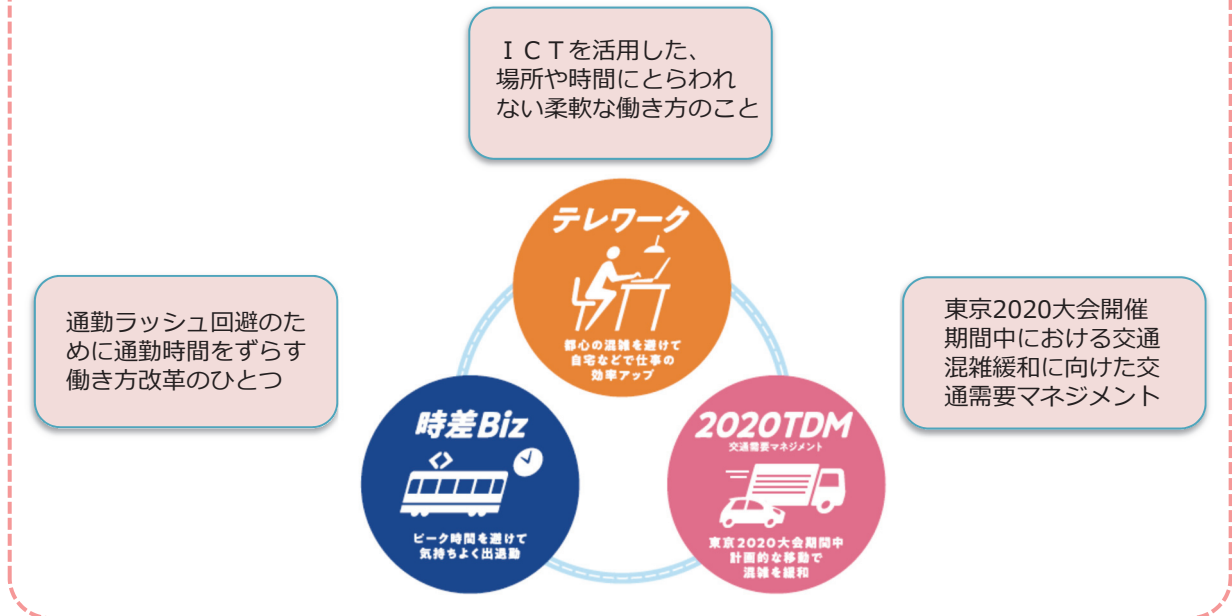 ＩＣＴを活用した、
場所や時間にとらわれ
ない柔軟な働き方のこと
テレワーク
都心の混雑を避けて
自宅などで仕事の
効率アップ
通勤ラッシュ回避のた
めに通勤時間をずらす
働き方改革のひとつ
東京2020大会開催
期間中における交通
混雑緩和に向けた交
通需要マネジメント
時差Biz
ピーク時間を避けて
気持ちよく出退勤
2020TDM
交通需要マネジメント
東京2020大会期間中
計画的な移動で
混雑を緩和